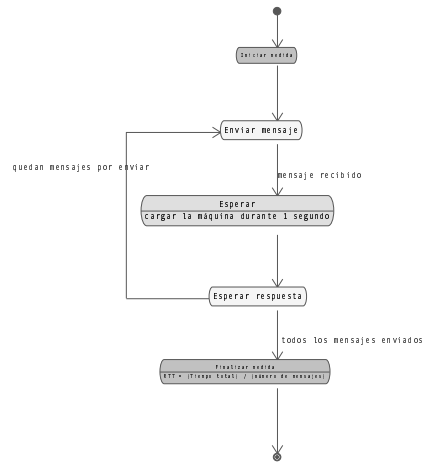 Iniciar medida
Enviar mensaje
quedan mensajes por enviar
mensaje recibido
Esperar
cargar la máquina durante 1 segundo
Esperar respuesta
todos los mensajes enviados
Finalizar medida
RTT = (Tiempo total) / (número de mensajes)